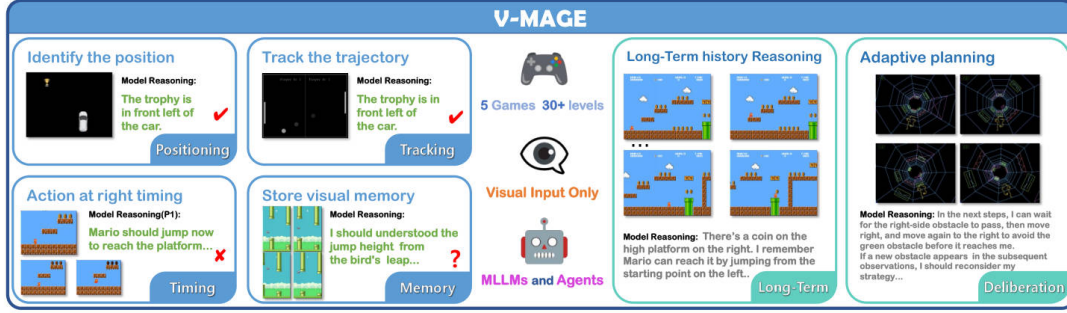 V-MAGE
Identify the position
Model Reasoning:
The trophy is
in front left of
the car.
Positioning
Track the trajectory
Model Reasoning:
The trophy is in
front left of
the car.
Tracking
Action at right timing
Model Reasoning(P1):
Mario should jump now
to reach the platform...
Timing
Store visual memory
Model Reasoning:
I should understood the
jump height from
the bird's leap...
?
Memory
5 Games 30+ levels
Visual Input Only
MLLMs and Agents
Long-Term history Reasoning
...
Model Reasoning: There's a coin on the
high platform on the right. I remember
Mario can reach it by jumping from the
starting point on the left..
Long-Term
Adaptive planning
Model Reasoning: In the next steps, I can wait
for the right-side obstacle to pass, then move
right, and move again to the right to avoid the
green obstacle before it reaches me.
If a new obstacle appears in the subsequent
observations, I should reconsider my
strategy...
Deliberation